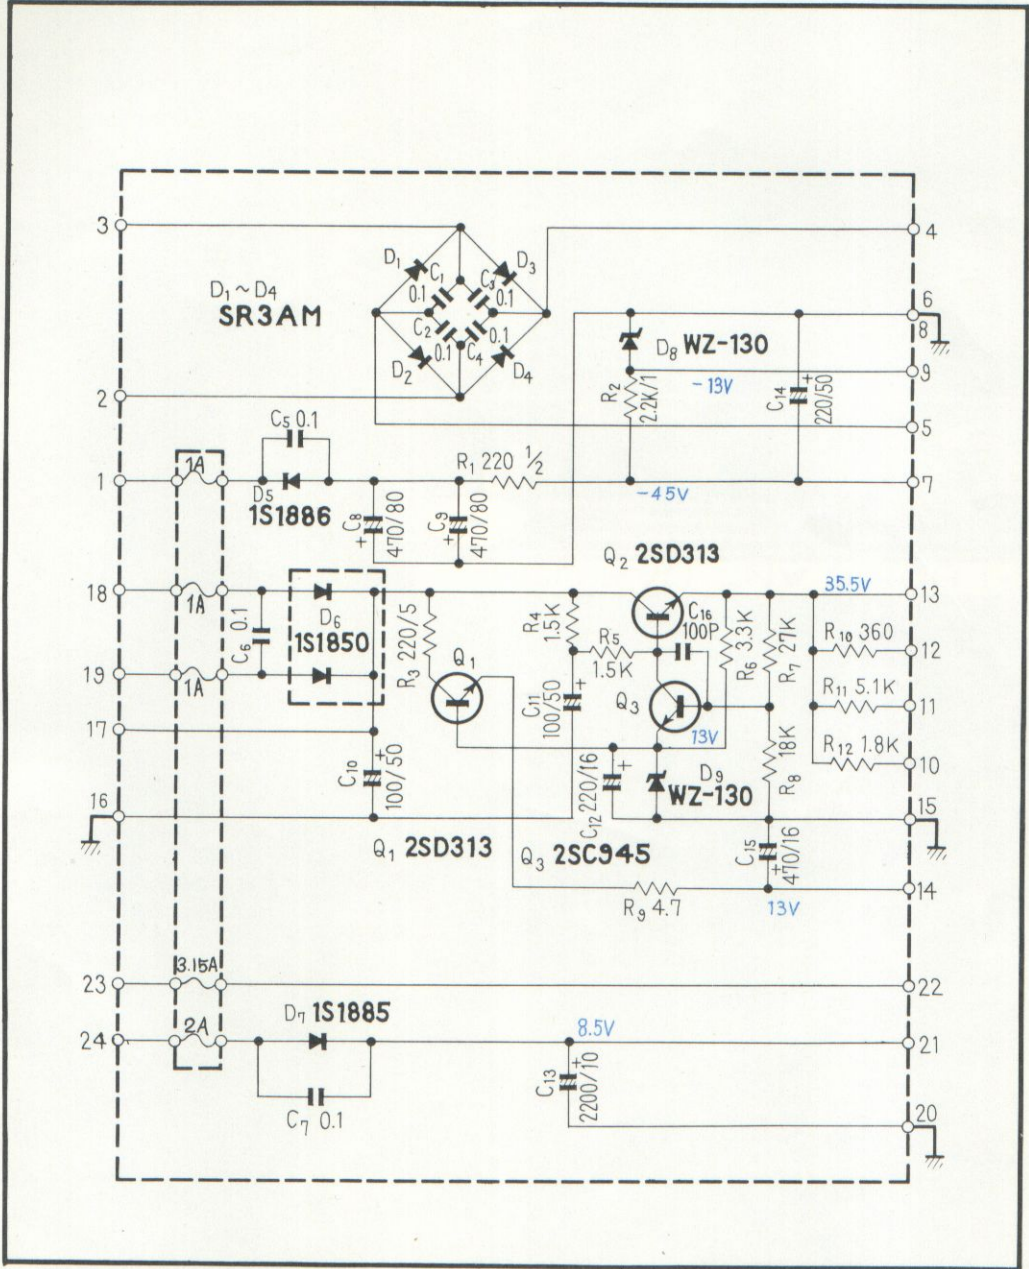 3
4
D₁ D₃
C₁ C₃
0.1 0.1
D₁~D₄
SR3AM
6
8
C₂ C₄
0.1 0.1
D₂ D₄
D₈ WZ-130
9
R₂
2.2K/1
-13V
C₁₄
+
220/50
2
5
C₅ 0.1
1
1A
R₁ 220 1/2
7
D₅
1S1886
-45V
C₈
+
470/80
C₉
+
470/80
Q₂ 2SD313
18
1A
35.5V
13
C₆
0.1
D₆
1S1850
R₃ 220/5
R₄
1.5K
R₅
1.5K
C₁₆
100P
R₆ 3.3K
R₇ 27K
R₁₀ 360
12
19
1A
Q₁
Q₃
R₁₁ 5.1K
11
17
C₁₁
+
100/50
13V
R₈ 18K
R₁₂ 1.8K
10
C₁₀
+
100/50
C₁₂ 220/16
+
D₉
WZ-130
16
15
Q₁ 2SD313
Q₃ 2SC945
C₁₅
+
470/16
R₉ 4.7
13V
14
23
3.15A
22
24
2A
D₇ 1S1885
8.5V
21
C₇ 0.1
C₁₃
+
2200/10
20